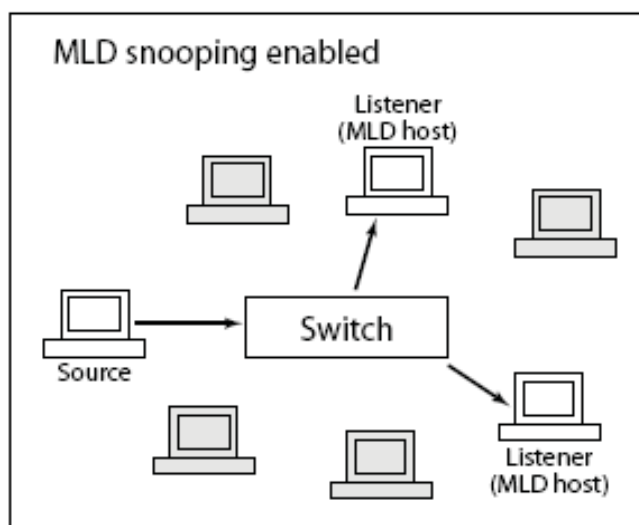 MLD snooping enabled
Listener
(MLD host)
Switch
Source
Listener
(MLD host)